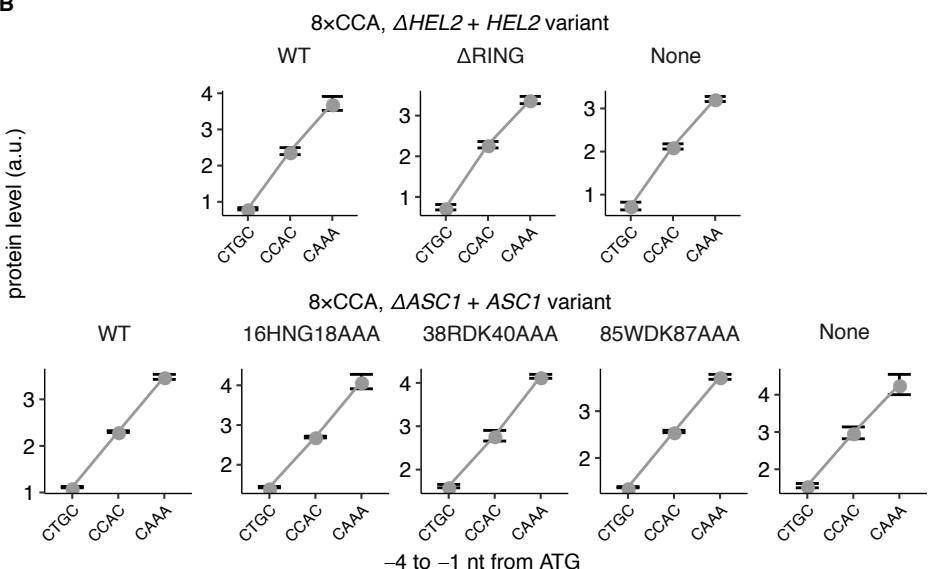 B
8×CCA, ΔHEL2 + HEL2 variant
WT ΔRING None
protein level (a.u.)
4
3
2
1
CTGC CCAC CAAA
3
2
1
CTGC CCAC CAAA
3
2
1
CTGC CCAC CAAA
8×CCA, ΔASC1 + ASC1 variant
WT 16HNG18AAA 38RDK40AAA 85WDK87AAA None
3
2
1
CTGC CCAC CAAA
4
3
2
CTGC CCAC CAAA
4
3
2
CTGC CCAC CAAA
3
2
CTGC CCAC CAAA
4
3
2
CTGC CCAC CAAA
−4 to −1 nt from ATG